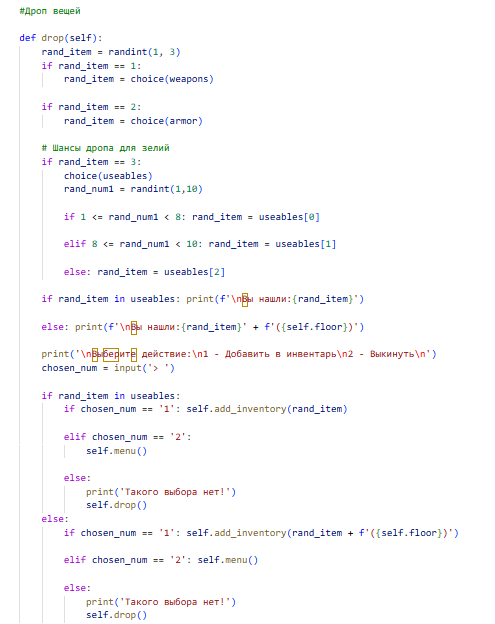 #Дроп вещей
def drop(self):
rand_item = randint(1, 3)
if rand_item == 1:
rand_item = choice(weapons)
if rand_item == 2:
rand_item = choice(armor)
# Шансы дропа для зелий
if rand_item == 3:
choice(useables)
rand_num1 = randint(1,10)
if 1 <= rand_num1 < 8: rand_item = useables[0]
elif 8 <= rand_num1 < 10: rand_item = useables[1]
else: rand_item = useables[2]
if rand_item in useables: print(f'\nВы нашли:{rand_item}')
else: print(f'\nВы нашли:{rand_item}' + f'({self.floor})')
print('\nВыберите действие:\n1 - Добавить в инвентарь\n2 - Выкинуть\n')
chosen_num = input('> ')
if rand_item in useables:
if chosen_num == '1': self.add_inventory(rand_item)
elif chosen_num == '2':
self.menu()
else:
print('Такого выбора нет!')
self.drop()
else:
if chosen_num == '1': self.add_inventory(rand_item + f'({self.floor})')
elif chosen_num == '2': self.menu()
else:
print('Такого выбора нет!')
self.drop()